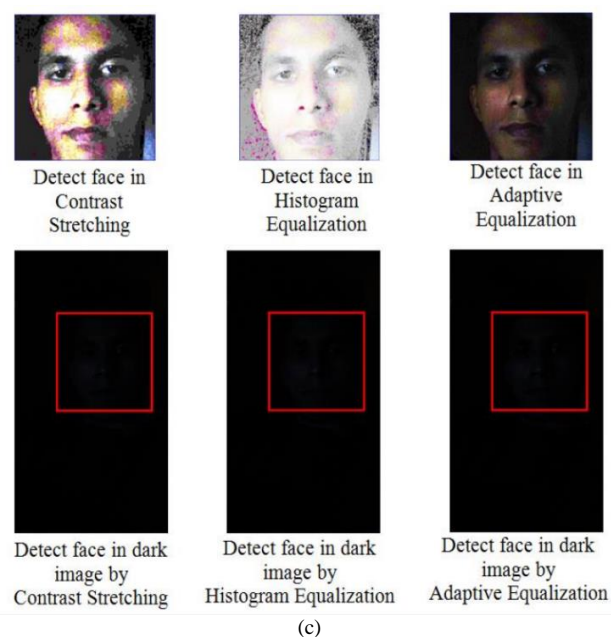 Detect face in
Contrast
Stretching
Detect face in
Histogram
Equalization
Detect face in
Adaptive
Equalization
Detect face in dark
image by
Contrast Stretching
Detect face in dark
image by
Histogram Equalization
Detect face in dark
image by
Adaptive Equalization
(c)